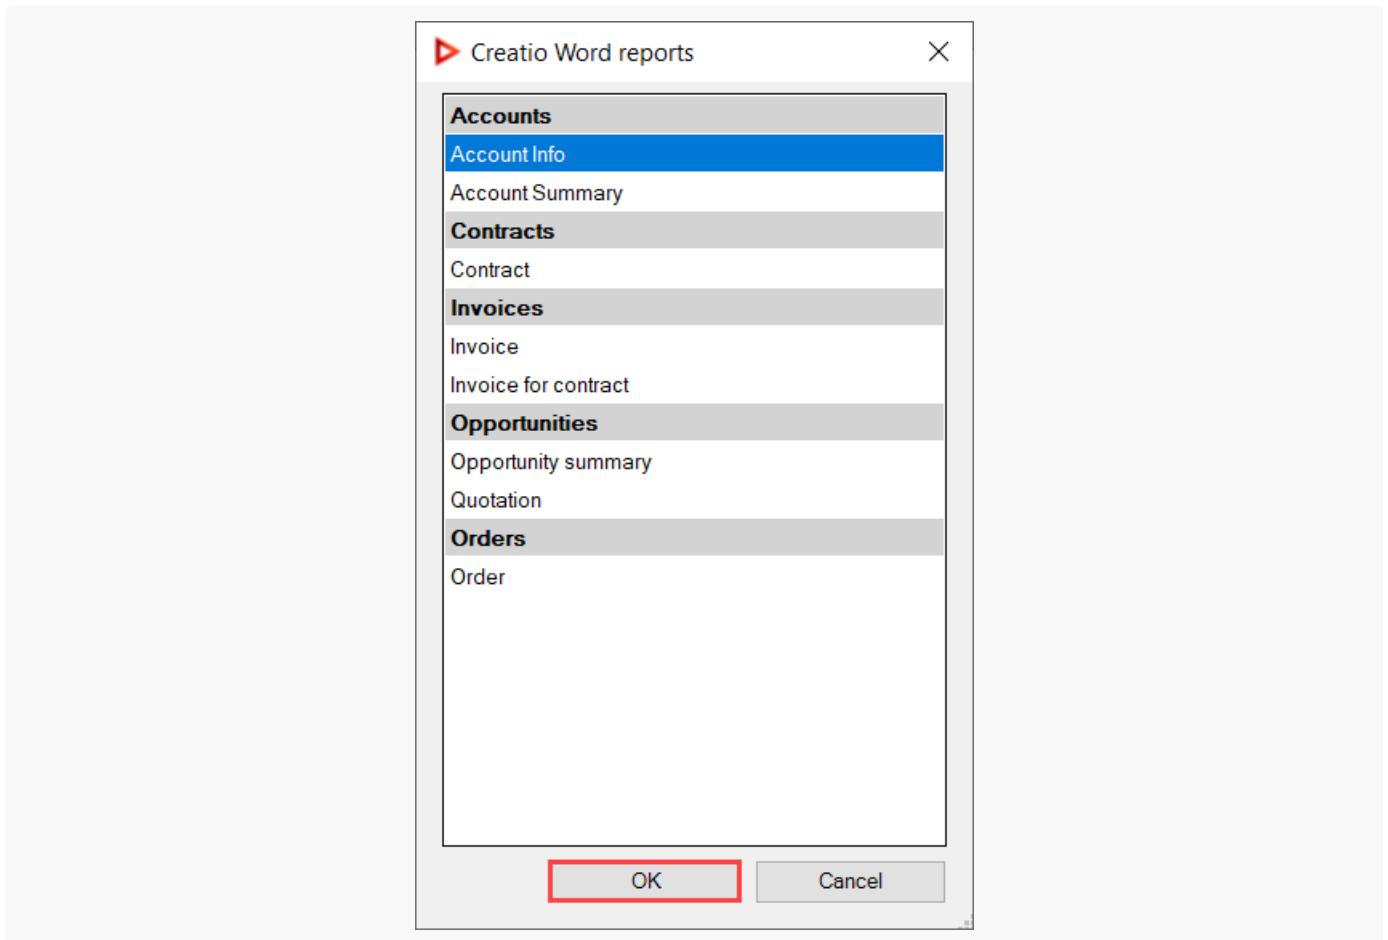 Creatio Word reports
Accounts
Account Info
Account Summary
Contracts
Contract
Invoices
Invoice
Invoice for contract
Opportunities
Opportunity summary
Quotation
Orders
Order
OK
Cancel